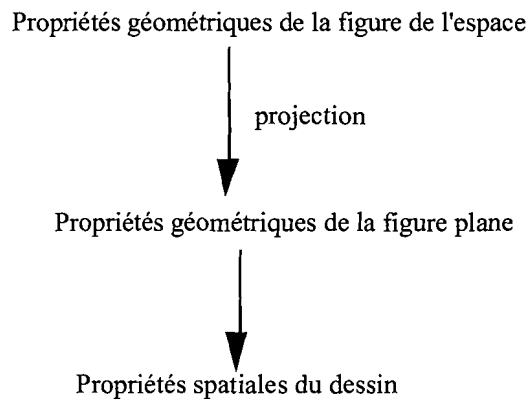 Propriétés géométriques de la figure de l'espace
projection
Propriétés géométriques de la figure plane
Propriétés spatiales du dessin